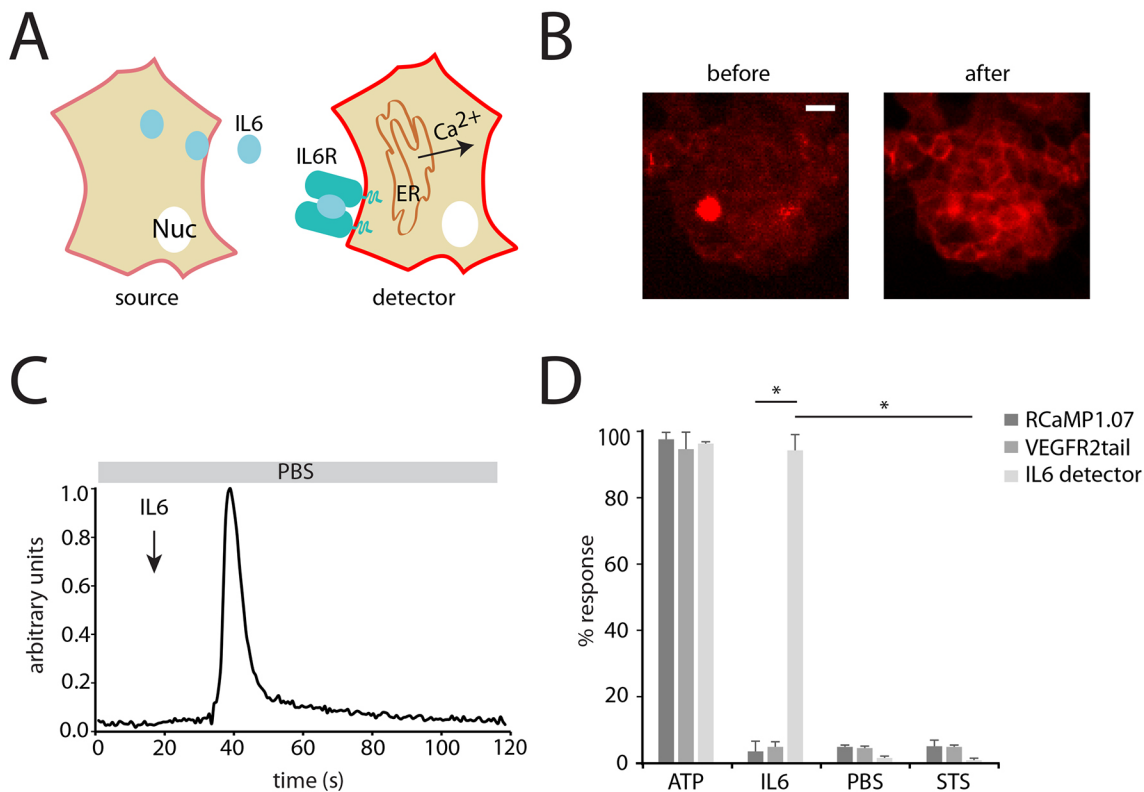 A
IL6
Nuc
source
IL6R
Ca2+
ER
detector
B
before
after
C
PBS
IL6
1.0
0.8
0.6
0.4
0.2
0.0
arbitrary units
0 20 40 60 80 100 120
time (s)
D
*
*
RCaMP1.07
VEGFR2tail
IL6 detector
100
80
60
40
20
0
% response
ATP IL6 PBS STS